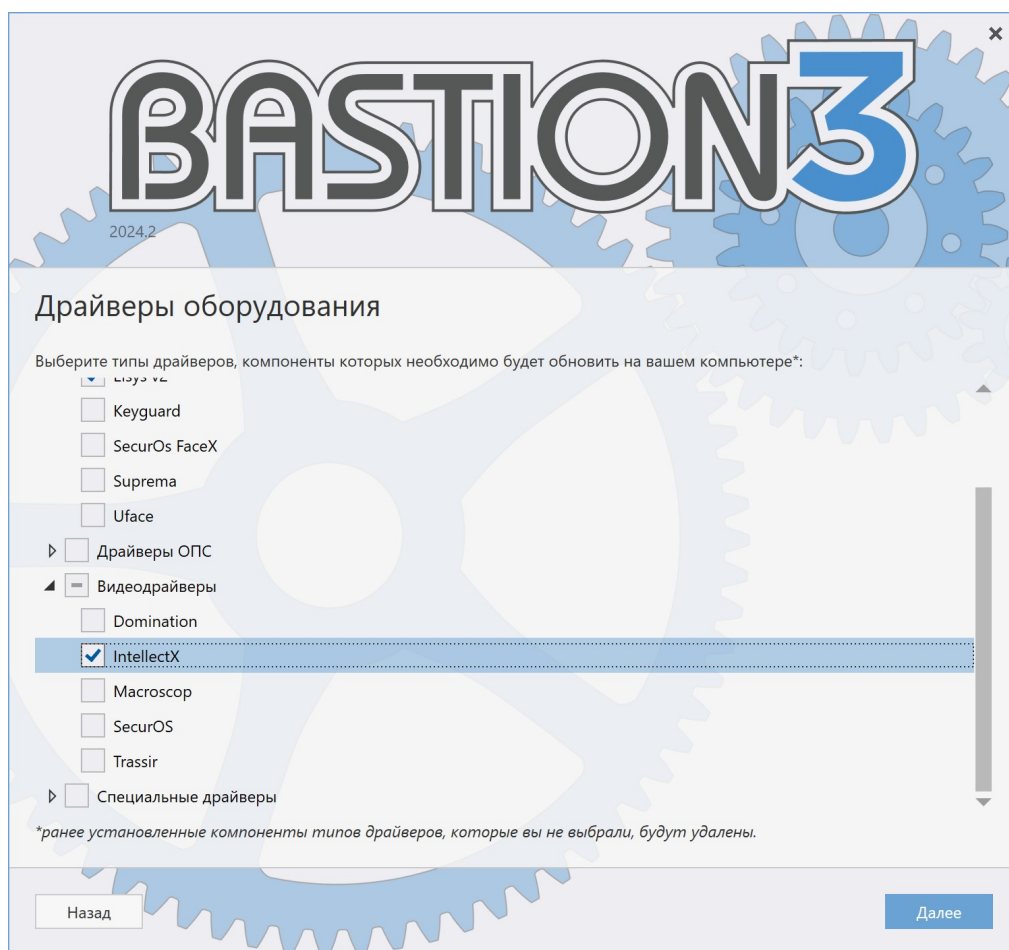 BASTION3
2024.2
Драйверы оборудования
Выберите типы драйверов, компоненты которых необходимо будет обновить на вашем компьютере*:
Keyguard
SecurOs FaceX
Suprema
Uface
Драйверы ОПС
Видеодрайверы
Domination
IntellectX
Macroscop
SecurOS
Trassir
Специальные драйверы
*ранее установленные компоненты типов драйверов, которые вы не выбрали, будут удалены.
Назад
Далее